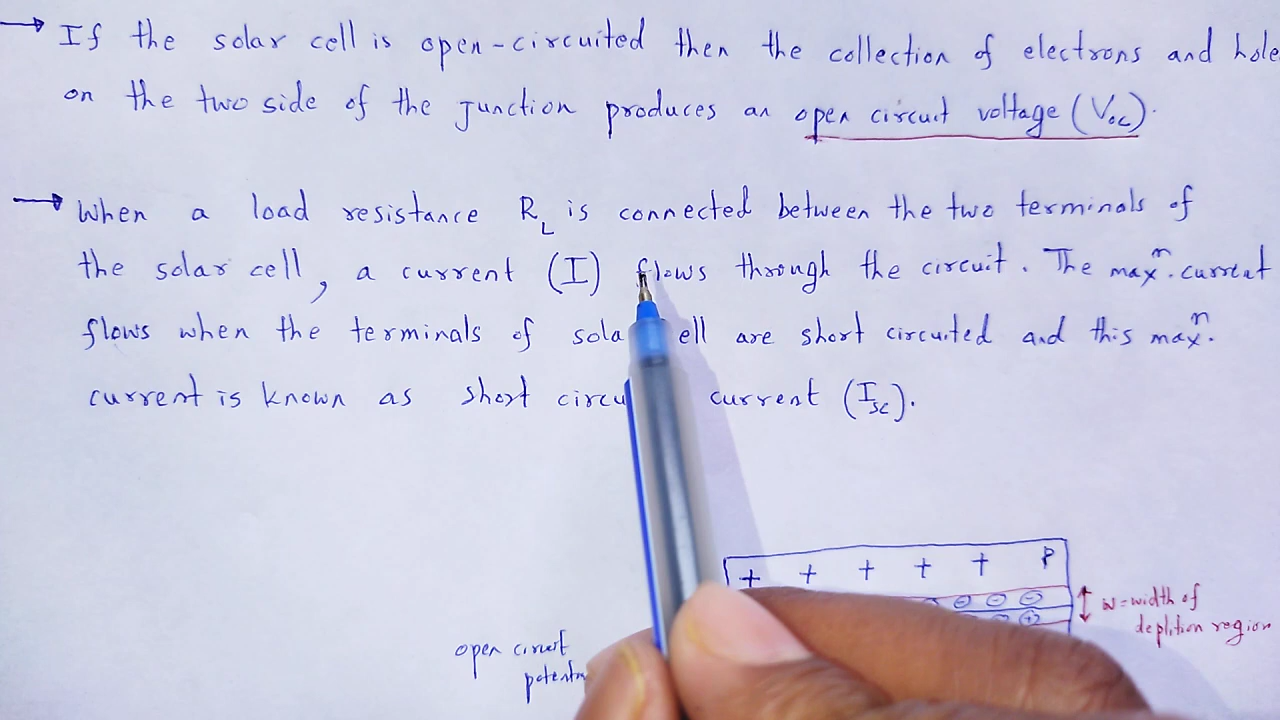 → If the solar cell is open-circuited then the collection of electrons and hole
on the two side of the junction produces an open circuit voltage (Voc).
→ When a load resistance RL is connected between the two terminals of
the solar cell, a current (I) flows through the circuit. The maxm. current
flows when the terminals of sola ell are short circuited and this maxm.
current is known as short circu current (Isc).
+ + + + + P
w = width of
deplition region
open circuit